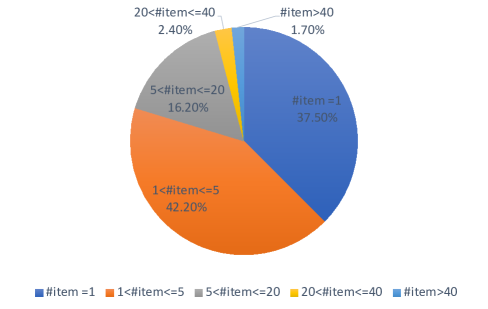 20<#item<=40
2.40%
#item>40
1.70%
5<#item<=20
16.20%
#item =1
37.50%
1<#item<=5
42.20%
#item =1 1<#item<=5 5<#item<=20 20<#item<=40 #item>40